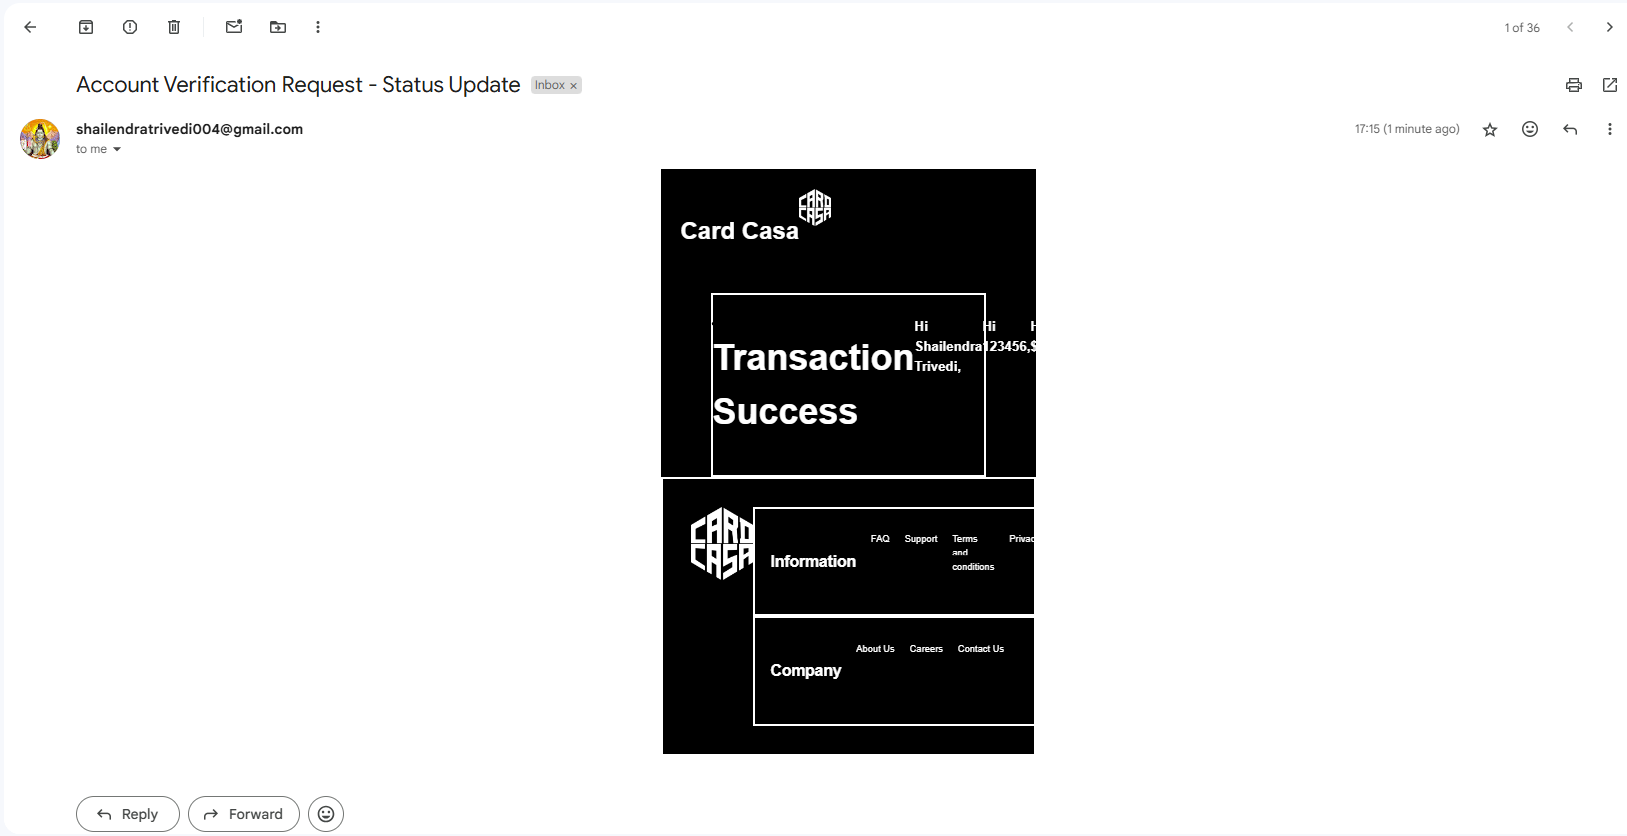 1 of 36
Account Verification Request - Status Update Inbox ×
shailendratrivedi004@gmail.com
17:15 (1 minute ago)
to me
CARD
CASA
Card Casa
Transaction
Success
Hi
Shailendra
Trivedi,
Hi
123456,
H
$
CARD
CASA
Information
FAQ
Support
Terms
and
conditions
Privac
Company
About Us
Careers
Contact Us
Reply
Forward